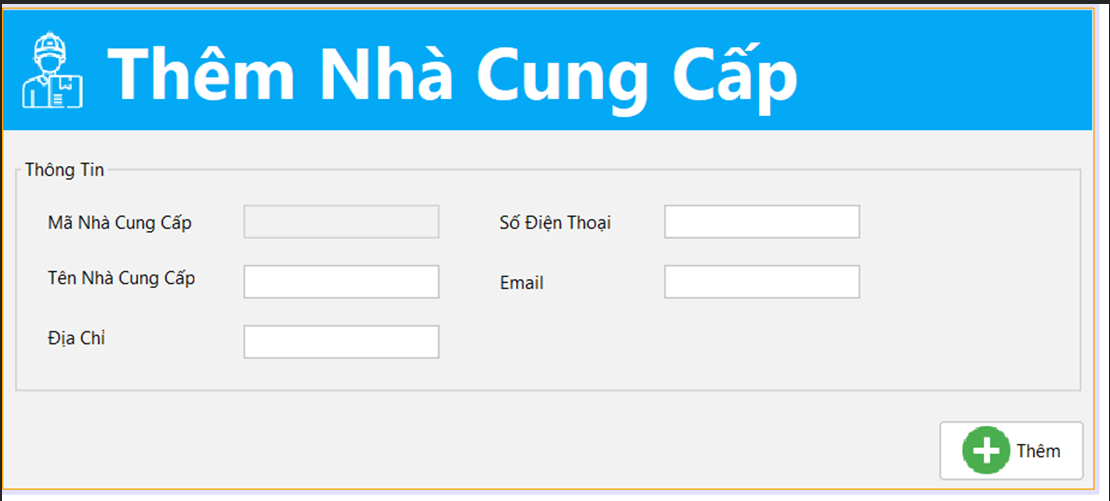 Thêm Nhà Cung Cấp
Thông Tin
Mã Nhà Cung Cấp
Số Điện Thoại
Tên Nhà Cung Cấp
Email
Địa Chỉ
Thêm